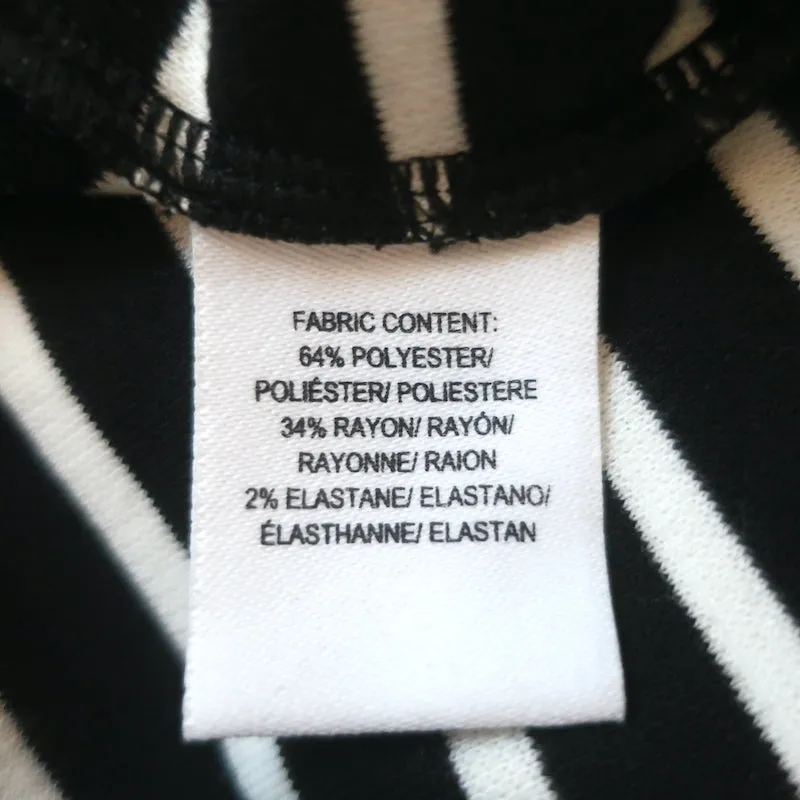 FABRIC CONTENT:
64% POLYESTER/
POLIÉSTER/ POLIESTERE
34% RAYON/ RAYÓN/
RAYONNE/ RAION
2% ELASTANE/ ELASTANO/
ÉLASTHANNE/ ELASTAN